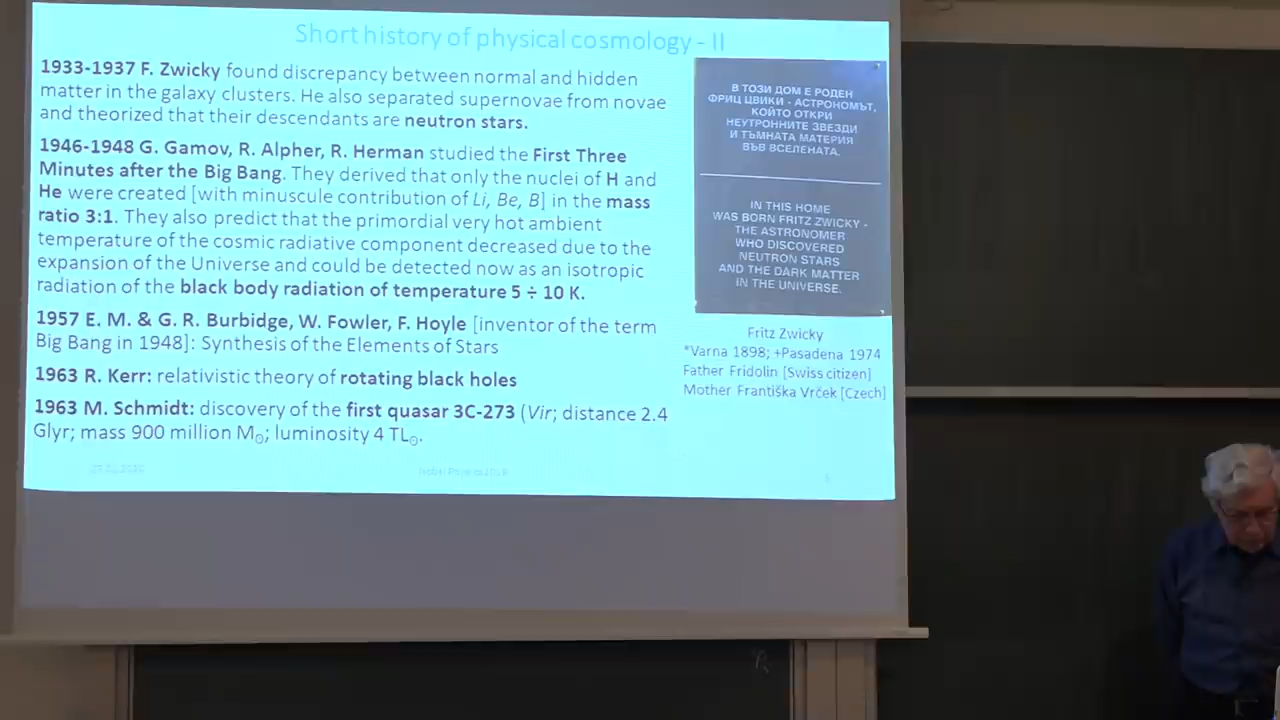 Short history of physical cosmology - II
1933-1937 F. Zwicky found discrepancy between normal and hidden
matter in the galaxy clusters. He also separated supernovae from novae
and theorized that their descendants are neutron stars.
1946-1948 G. Gamov, R. Alpher, R. Herman studied the First Three
Minutes after the Big Bang. They derived that only the nuclei of H and
He were created [with minuscule contribution of Li, Be, B] in the mass
ratio 3:1. They also predict that the primordial very hot ambient
temperature of the cosmic radiative component decreased due to the
expansion of the Universe and could be detected now as an isotropic
radiation of the black body radiation of temperature 5 ÷ 10 K.
1957 E. M. & G. R. Burbidge, W. Fowler, F. Hoyle [inventor of the term
Big Bang in 1948]: Synthesis of the Elements of Stars
1963 R. Kerr: relativistic theory of rotating black holes
1963 M. Schmidt: discovery of the first quasar 3C-273 (Vir; distance 2.4
Glyr; mass 900 million M☉; luminosity 4 TL☉.
В ТОЗИ ДОМ Е РОДЕН
ФРИЦ ЦВИКИ - АСТРОНОМЪТ,
КОЙТО ОТКРИ
НЕУТРОННИТЕ ЗВЕЗДИ
И ТЪМНАТА МАТЕРИЯ
ВЪВ ВСЕЛЕНАТА.
IN THIS HOME
WAS BORN FRITZ ZWICKY -
THE ASTRONOMER
WHO DISCOVERED
NEUTRON STARS
AND THE DARK MATTER
IN THE UNIVERSE.
Fritz Zwicky
*Varna 1898; +Pasadena 1974
Father Fridolin [Swiss citizen]
Mother Františka Vrček [Czech]